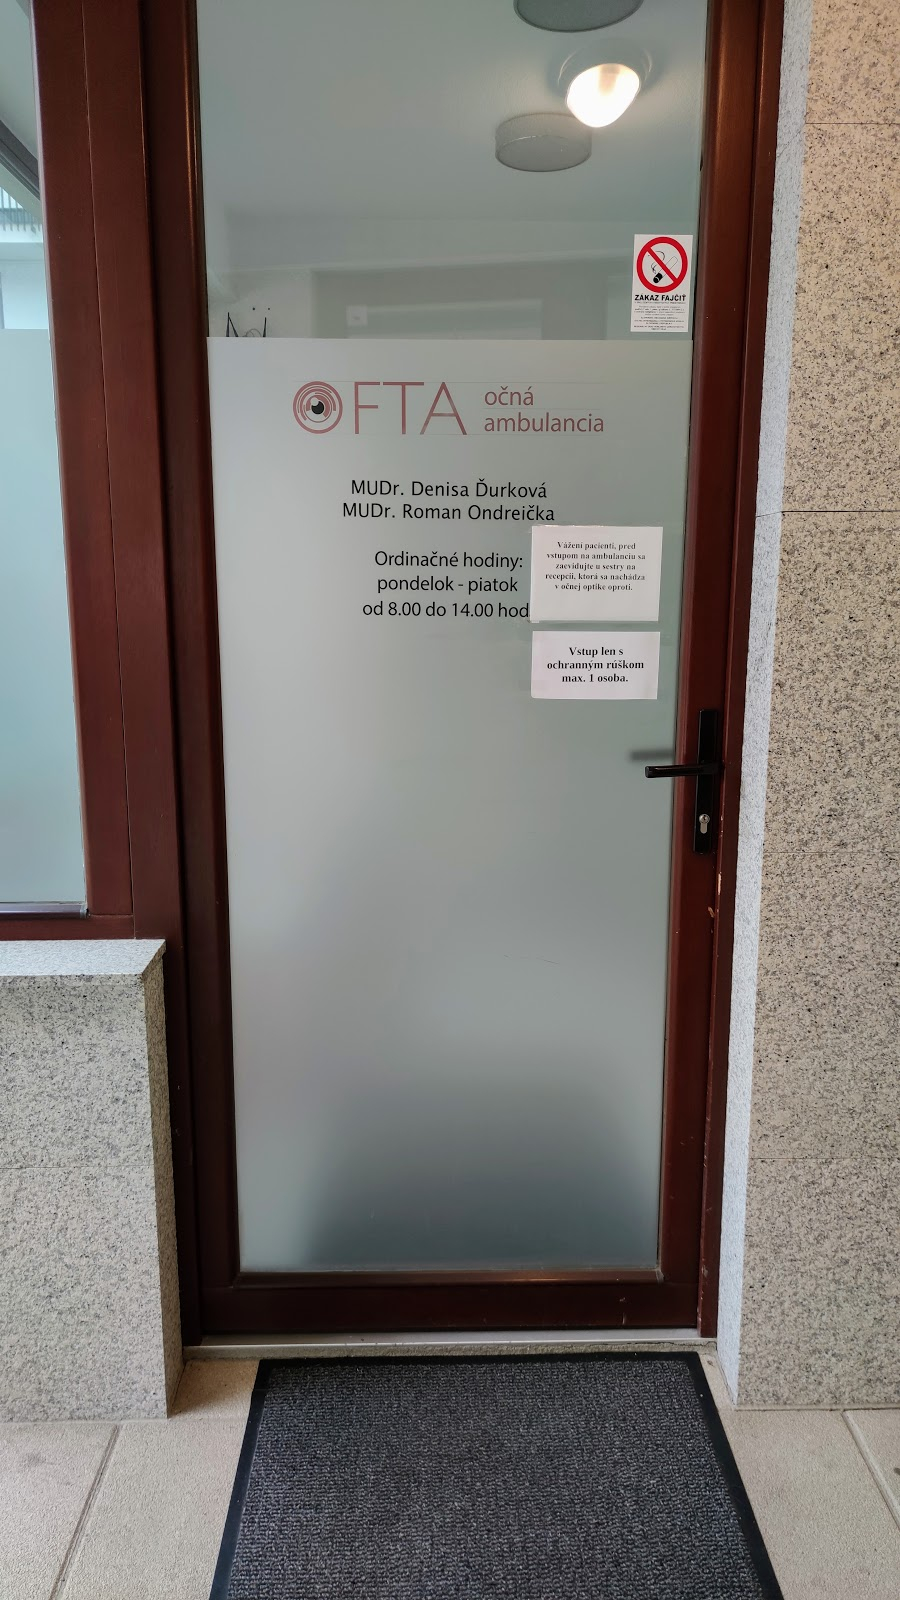 ZÁKAZ FAJČIŤ
OFTA očná
ambulancia
MUDr. Denisa Ďurková
MUDr. Roman Ondreička
Ordinačné hodiny:
pondelok - piatok
od 8.00 do 14.00 hod
Vážení pacienti, pred
vstupom na ambulanciu sa
zaevidujte u sestry na
recepcii, ktorá sa nachádza
v očnej optike oproti.
Vstup len s
ochranným rúškom
max. 1 osoba.